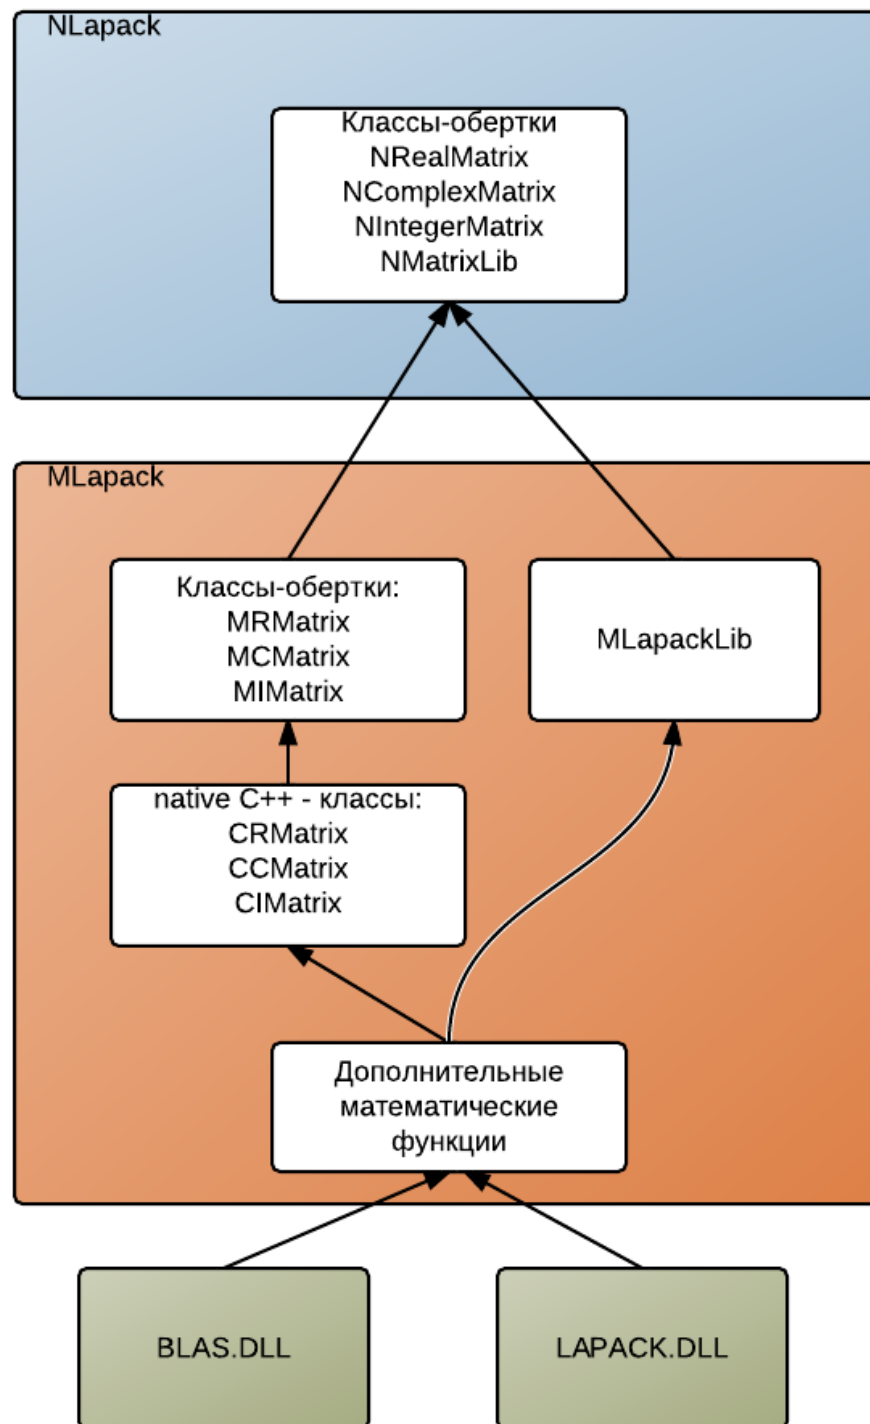 NLapack
Классы-обертки
NRealMatrix
NComplexMatrix
NIntegerMatrix
NMatrixLib
MLapack
Классы-обертки:
MRMatrix
MCMatrix
MIMatrix
MLapackLib
native C++ - классы:
CRMatrix
CCMatrix
CIMatrix
Дополнительные
математические
функции
BLAS.DLL
LAPACK.DLL